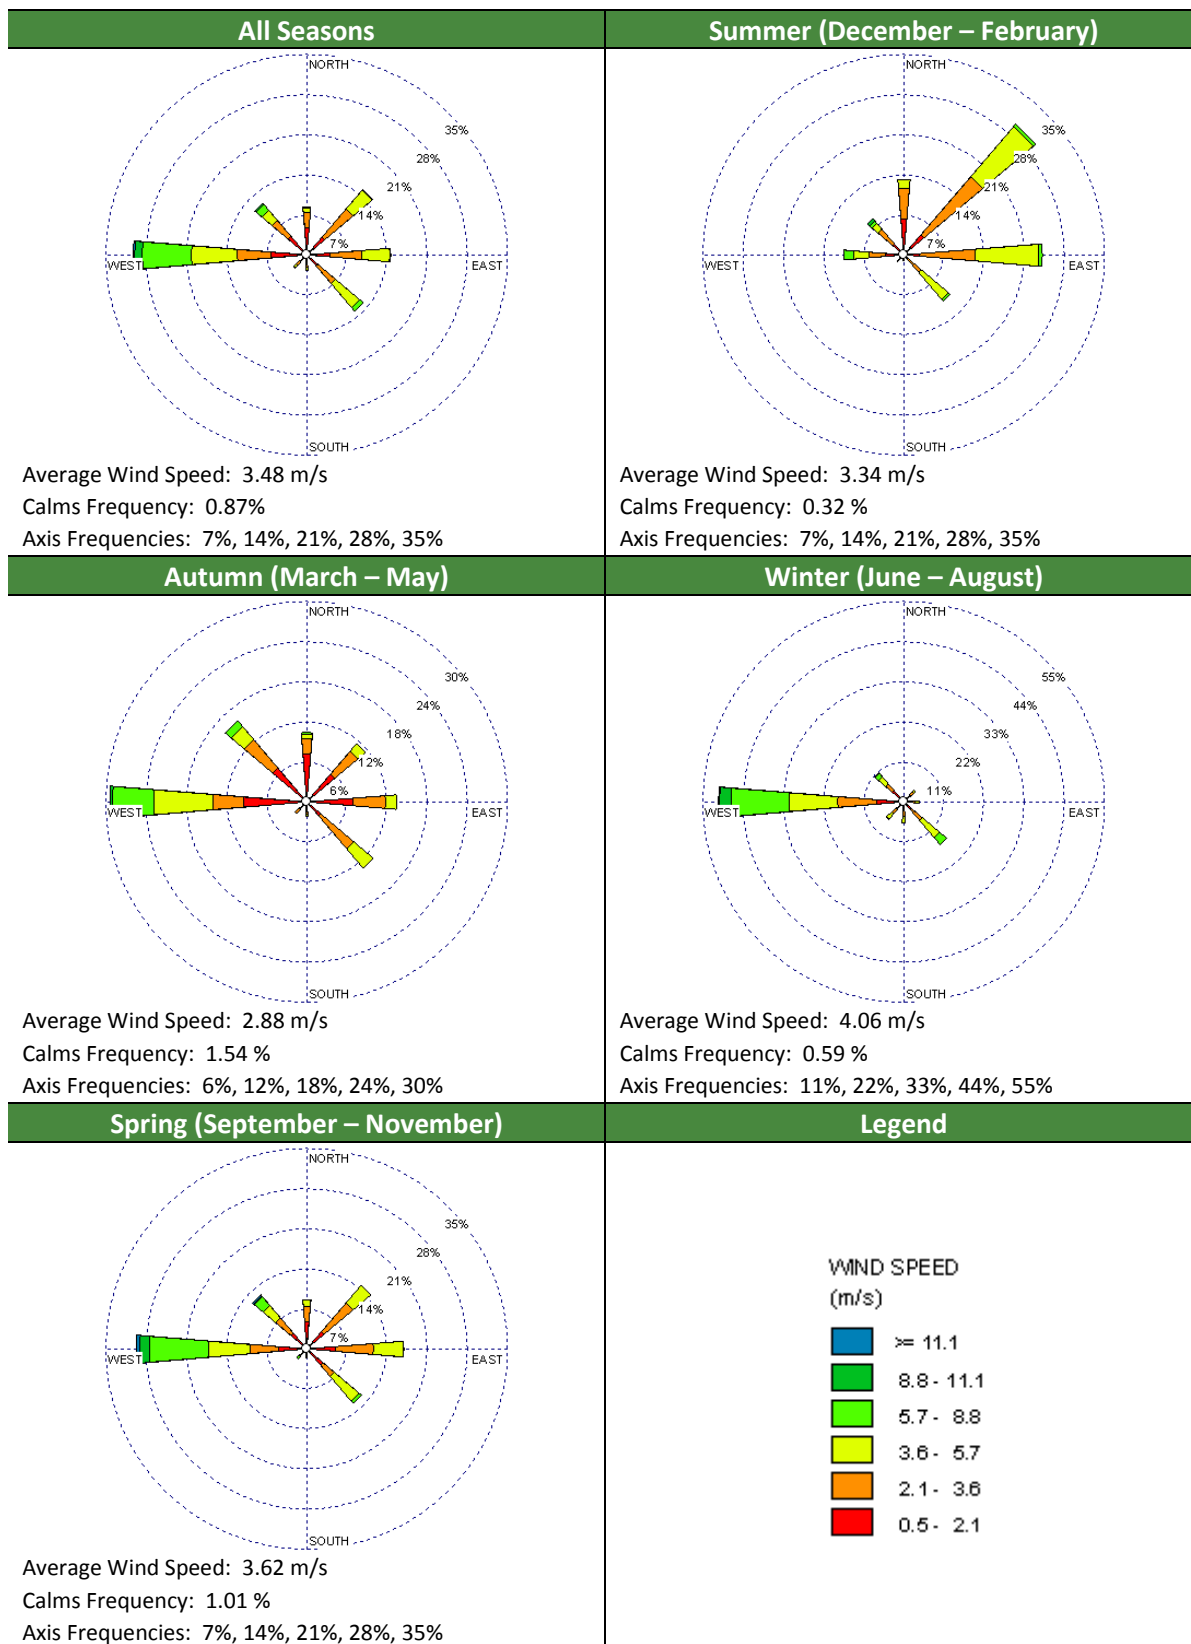 All Seasons
NORTH
35%
28%
21%
14%
7%
WEST
EAST
SOUTH
Average Wind Speed: 3.48 m/s
Calms Frequency: 0.87%
Axis Frequencies: 7%, 14%, 21%, 28%, 35%
Summer (December – February)
NORTH
35%
28%
21%
14%
7%
WEST
EAST
SOUTH
Average Wind Speed: 3.34 m/s
Calms Frequency: 0.32 %
Axis Frequencies: 7%, 14%, 21%, 28%, 35%
Autumn (March – May)
NORTH
30%
24%
18%
12%
6%
WEST
EAST
SOUTH
Average Wind Speed: 2.88 m/s
Calms Frequency: 1.54 %
Axis Frequencies: 6%, 12%, 18%, 24%, 30%
Winter (June – August)
NORTH
55%
44%
33%
22%
11%
WEST
EAST
SOUTH
Average Wind Speed: 4.06 m/s
Calms Frequency: 0.59 %
Axis Frequencies: 11%, 22%, 33%, 44%, 55%
Spring (September – November)
NORTH
35%
28%
21%
14%
7%
WEST
EAST
SOUTH
Average Wind Speed: 3.62 m/s
Calms Frequency: 1.01 %
Axis Frequencies: 7%, 14%, 21%, 28%, 35%
Legend
WIND SPEED
(m/s)
>= 11.1
8.8 - 11.1
5.7 - 8.8
3.6 - 5.7
2.1 - 3.6
0.5 - 2.1